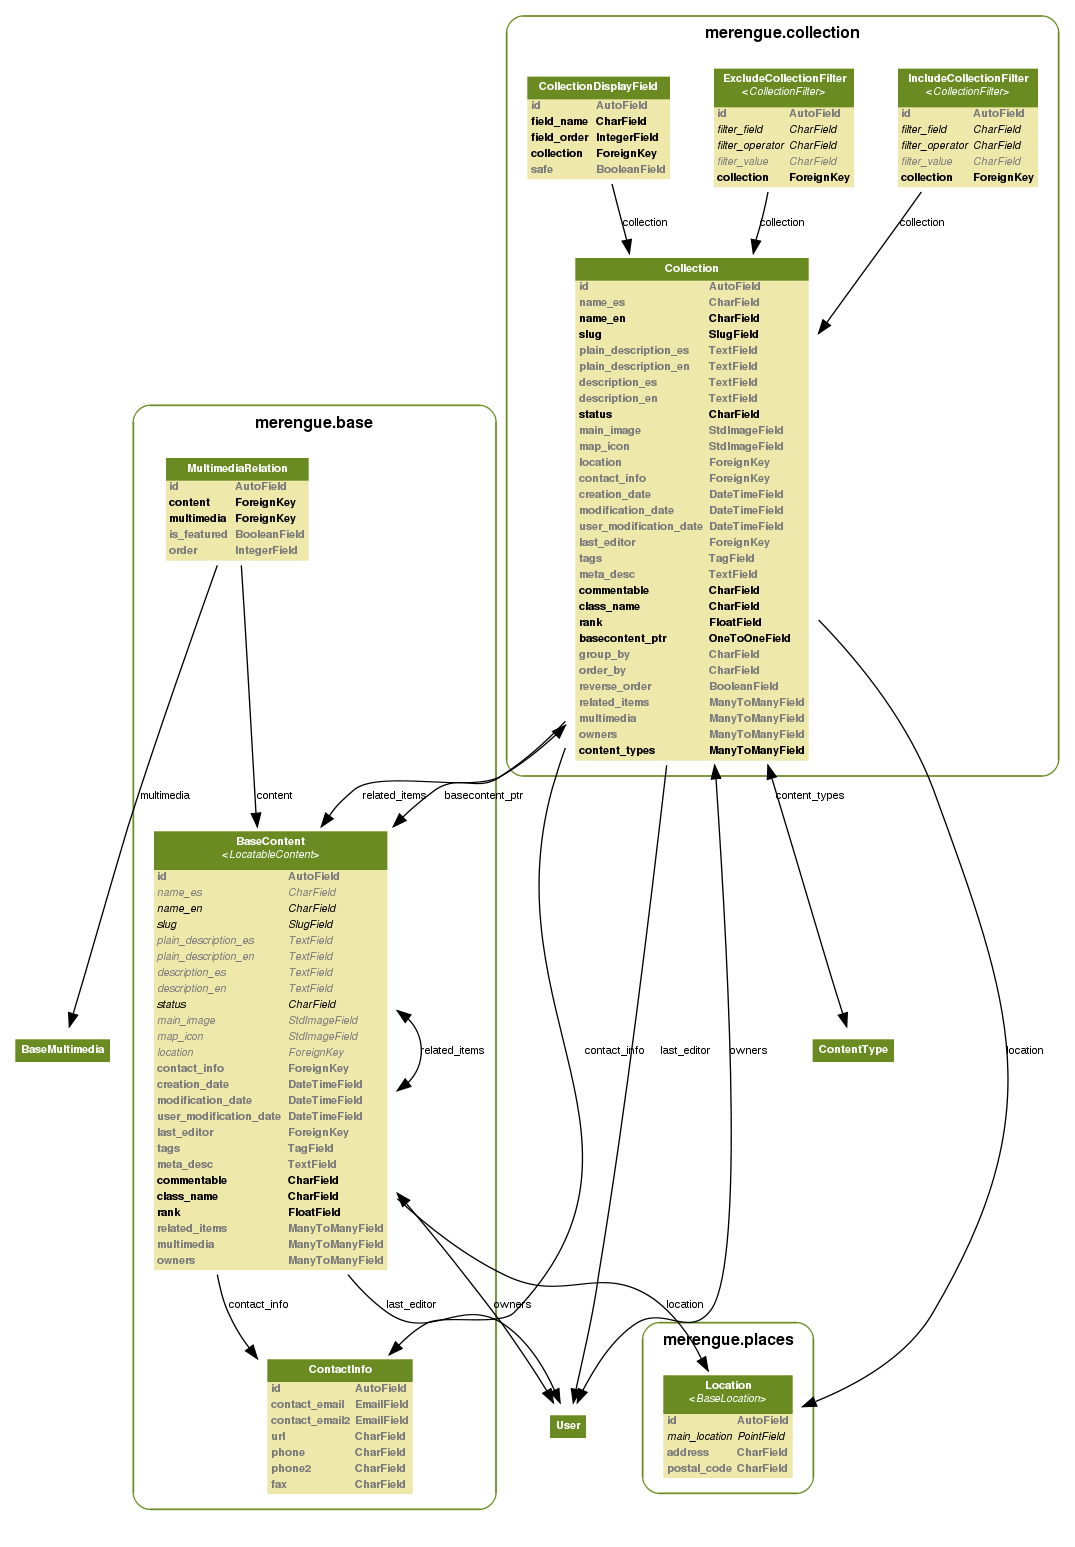 merengue.collection
CollectionDisplayField
id AutoField
field_name CharField
field_order IntegerField
collection ForeignKey
safe BooleanField
ExcludeCollectionFilter
<CollectionFilter>
id AutoField
filter_field CharField
filter_operator CharField
filter_value CharField
collection ForeignKey
IncludeCollectionFilter
<CollectionFilter>
id AutoField
filter_field CharField
filter_operator CharField
filter_value CharField
collection ForeignKey
collection
collection
collection
Collection
id AutoField
name_es CharField
name_en CharField
slug SlugField
plain_description_es TextField
plain_description_en TextField
description_es TextField
description_en TextField
status CharField
main_image StdImageField
map_icon StdImageField
location ForeignKey
contact_info ForeignKey
creation_date DateTimeField
modification_date DateTimeField
user_modification_date DateTimeField
last_editor ForeignKey
tags TagField
meta_desc TextField
commentable CharField
class_name CharField
rank FloatField
basecontent_ptr OneToOneField
group_by CharField
order_by CharField
reverse_order BooleanField
related_items ManyToManyField
multimedia ManyToManyField
owners ManyToManyField
content_types ManyToManyField
merengue.base
MultimediaRelation
id AutoField
content ForeignKey
multimedia ForeignKey
is_featured BooleanField
order IntegerField
multimedia
content
related_items
basecontent_ptr
content_types
BaseContent
<LocatableContent>
id AutoField
name_es CharField
name_en CharField
slug SlugField
plain_description_es TextField
plain_description_en TextField
description_es TextField
description_en TextField
status CharField
main_image StdImageField
map_icon StdImageField
location ForeignKey
contact_info ForeignKey
creation_date DateTimeField
modification_date DateTimeField
user_modification_date DateTimeField
last_editor ForeignKey
tags TagField
meta_desc TextField
commentable CharField
class_name CharField
rank FloatField
related_items ManyToManyField
multimedia ManyToManyField
owners ManyToManyField
BaseMultimedia
related_items
contact_info
last_editor
owners
ContentType
location
contact_info
last_editor
owners
location
ContactInfo
id AutoField
contact_email EmailField
contact_email2 EmailField
url CharField
phone CharField
phone2 CharField
fax CharField
User
merengue.places
Location
<BaseLocation>
id AutoField
main_location PointField
address CharField
postal_code CharField